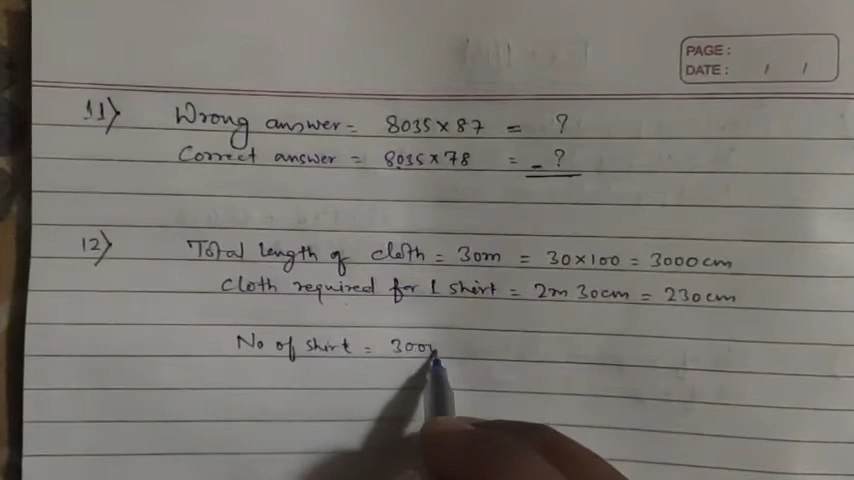 PAGE :
DATE : / /
11) Wrong answer = 8035 × 87 = ?
Correct answer = 8035 × 78 = - ?
12) Total length of cloth = 30m = 30 × 100 = 3000 cm
Cloth required for 1 shirt = 2m 30cm = 230 cm
No of shirt = 300